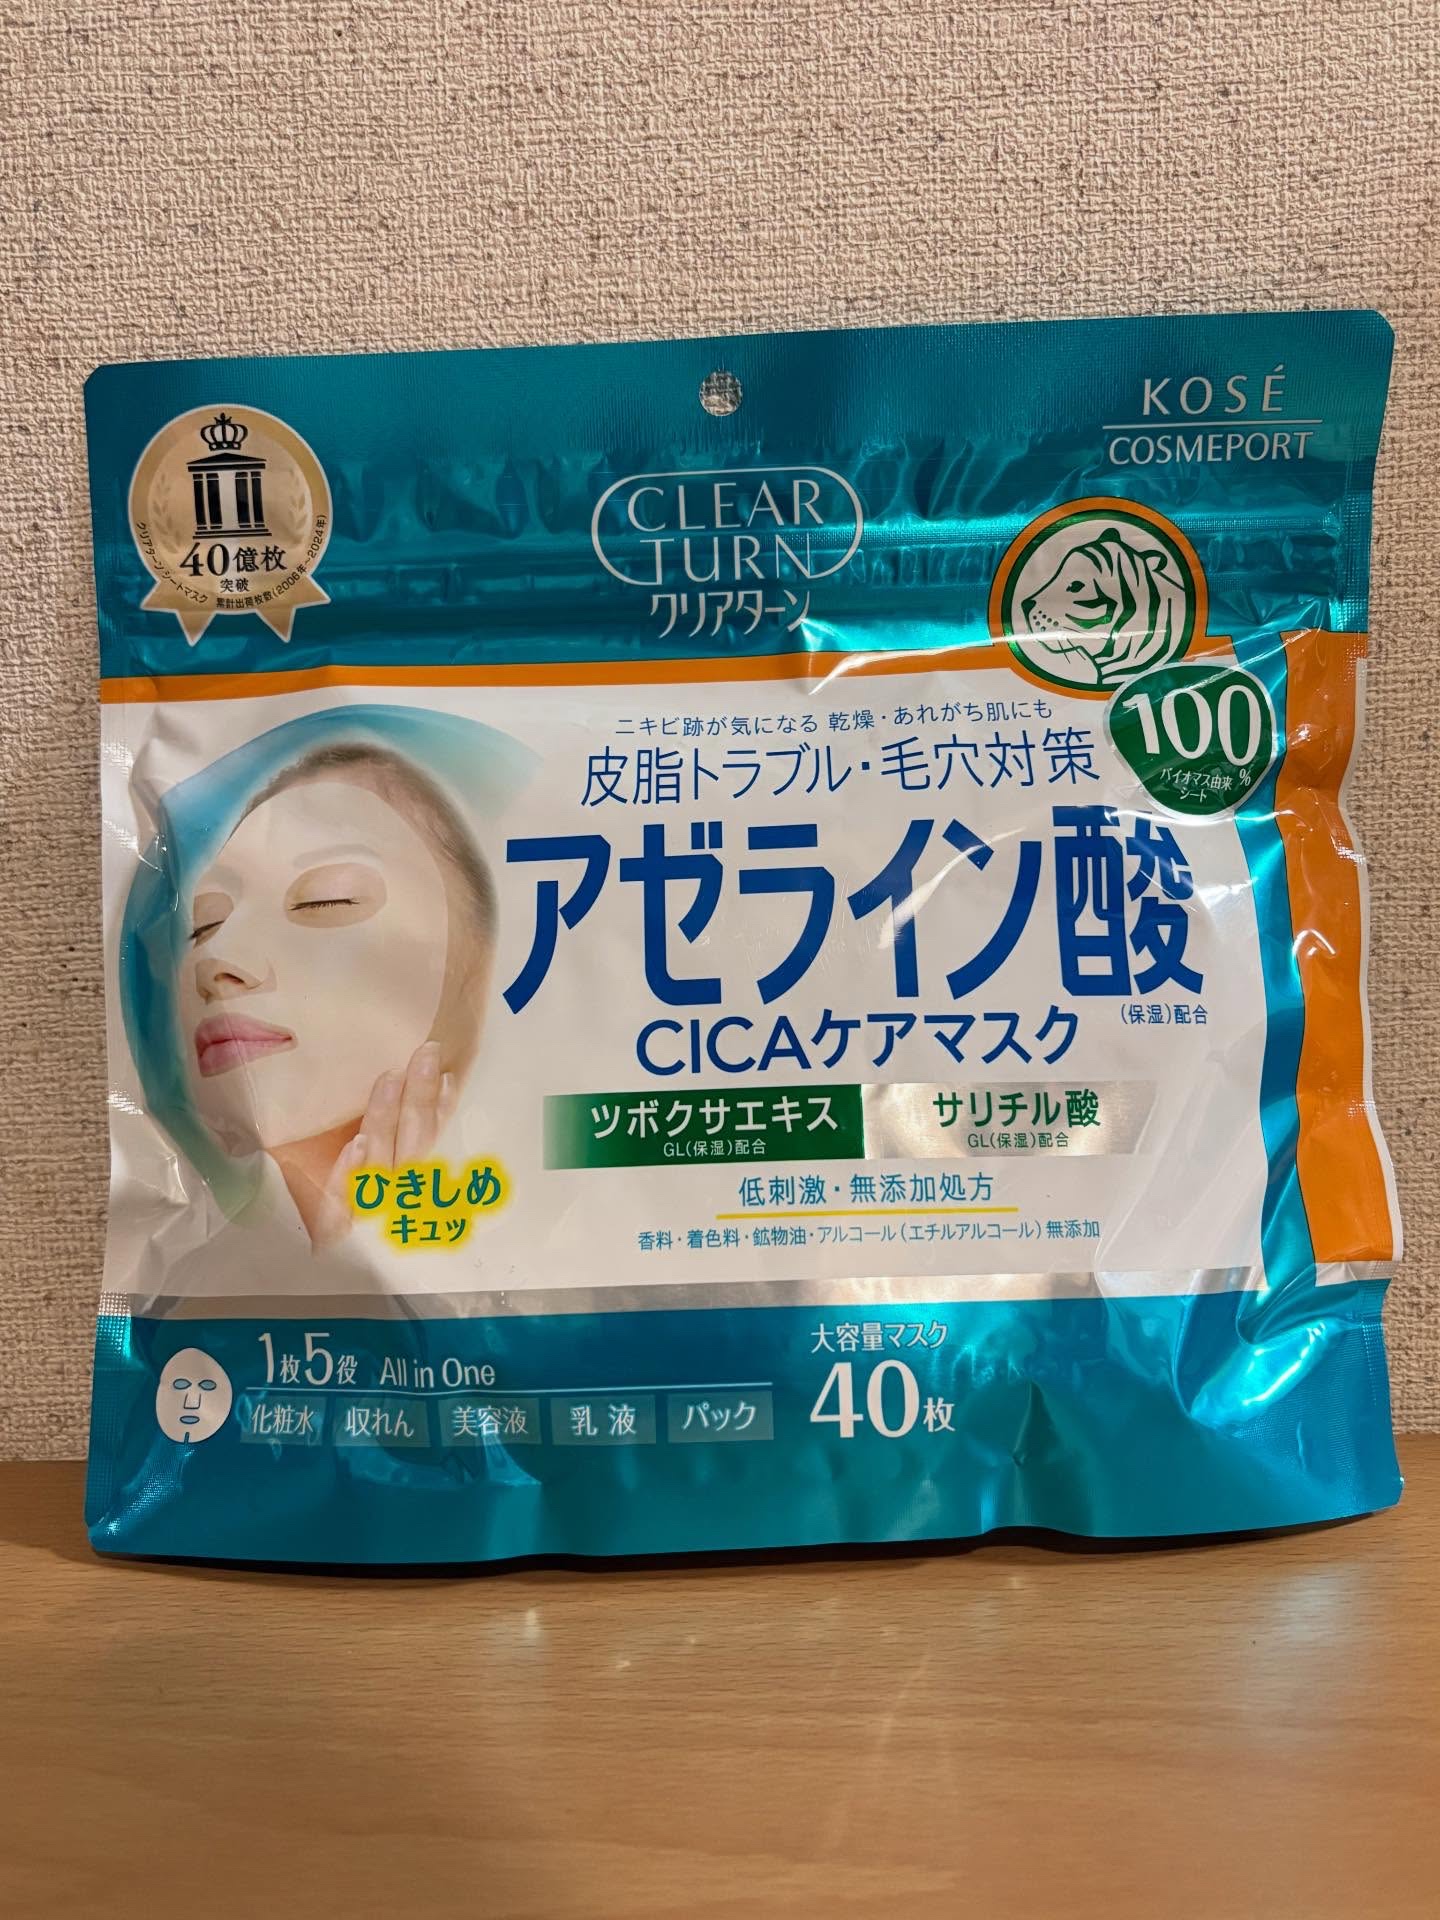 KOSÉ
COSMEPORT
CLEAR
TURN
クリアターン
40億枚
突破
クリアターンシートマスク 累計出荷枚数(2006年~2024年)
100%
バイオマス由来
シート
ニキビ跡が気になる 乾燥・あれがち肌にも
皮脂トラブル・毛穴対策
アゼライン酸
(保湿)配合
CICAケアマスク
ツボクサエキス
GL(保湿)配合
サリチル酸
GL(保湿)配合
ひきしめ
キュッ
低刺激・無添加処方
香料・着色料・鉱物油・アルコール(エチルアルコール)無添加
1枚5役 All in One
化粧水 収れん 美容液 乳液 パック
大容量マスク
40枚